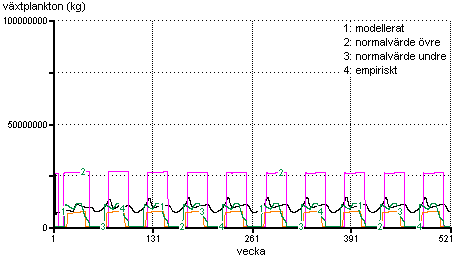 växtplankton (kg)
100000000
1: modellerat
2: normalvärde övre
3: normalvärde undre
4: empiriskt
50000000
0
1 131 261 391 521
vecka